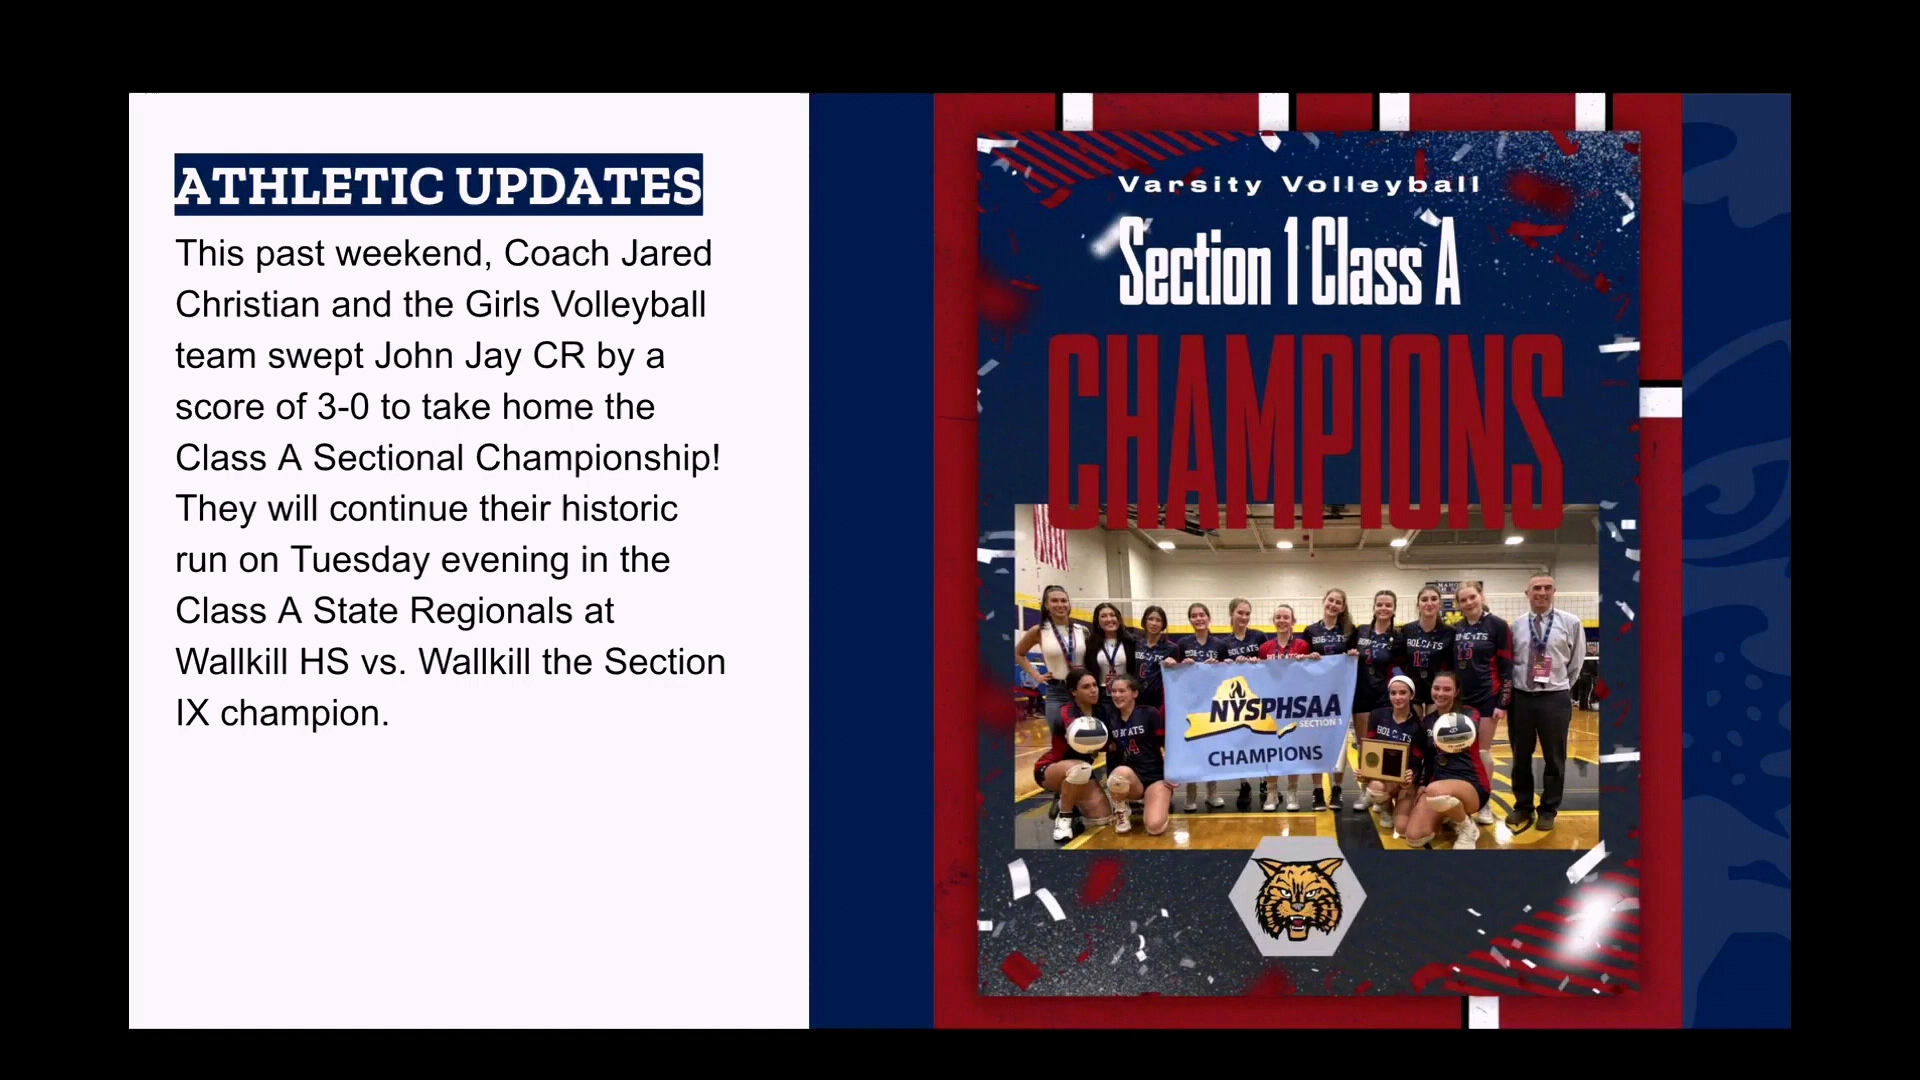 ATHLETIC UPDATES
This past weekend, Coach Jared
Christian and the Girls Volleyball
team swept John Jay CR by a
score of 3-0 to take home the
Class A Sectional Championship!
They will continue their historic
run on Tuesday evening in the
Class A State Regionals at
Wallkill HS vs. Wallkill the Section
IX champion.
Varsity Volleyball
Section 1 Class A
CHAMPIONS
BOBCATS
BOBCATS
NYSPHSAA
SECTION 1
CHAMPIONS